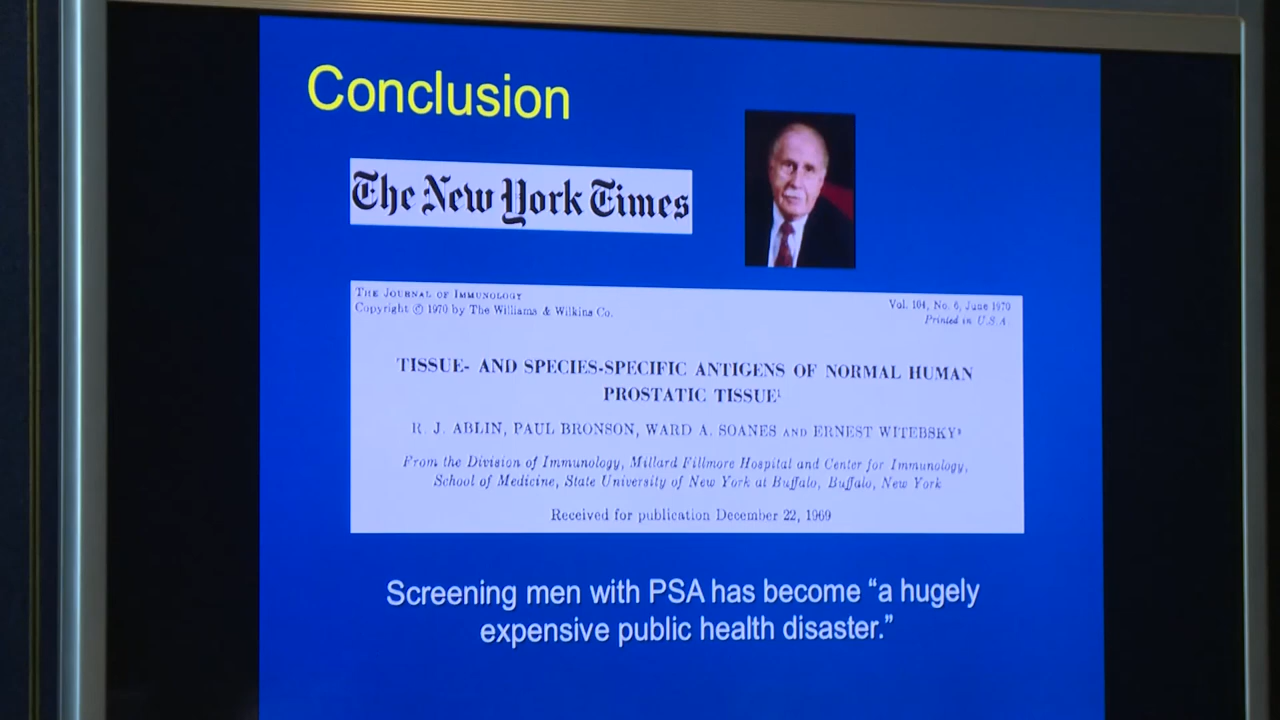 Conclusion
The New York Times
THE JOURNAL OF IMMUNOLOGY
Copyright © 1970 by The Williams & Wilkins Co.
Vol. 104, No. 6, June 1970
Printed in U.S.A.
TISSUE- AND SPECIES-SPECIFIC ANTIGENS OF NORMAL HUMAN
PROSTATIC TISSUE¹
R. J. ABLIN, PAUL BRONSON, WARD A. SOANES AND ERNEST WITEBSKY²
From the Division of Immunology, Millard Fillmore Hospital and Center for Immunology,
School of Medicine, State University of New York at Buffalo, Buffalo, New York
Received for publication December 22, 1969
Screening men with PSA has become “a hugely
expensive public health disaster.”